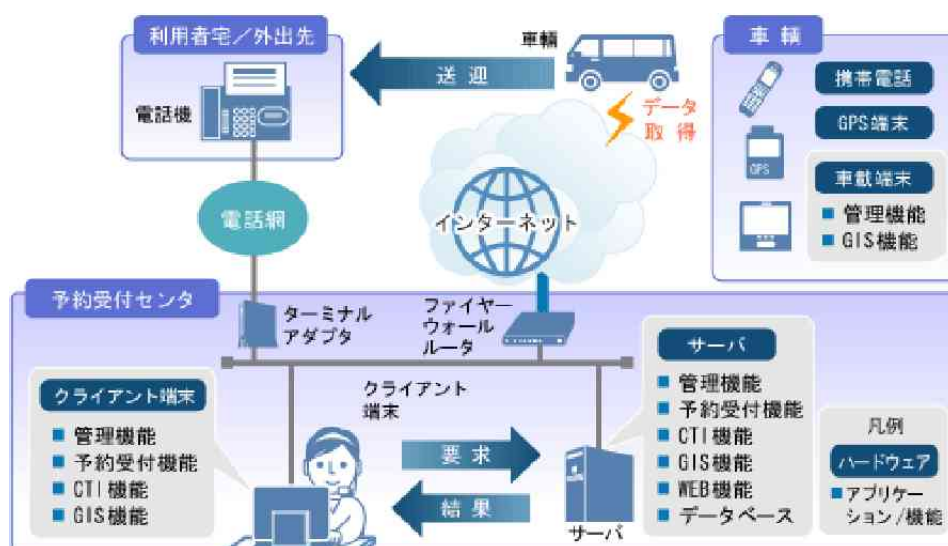 利用者宅／外出先
電話機
送迎
車輌
データ
取得
車輌
携帯電話
GPS端末
GPS
車載端末
管理機能
GIS機能
電話網
インターネット
予約受付センタ
ターミナル
アダプタ
ファイヤー
ウォール
ルータ
クライアント端末
管理機能
予約受付機能
CTI機能
GIS機能
クライアント
端末
要求
結果
サーバ
サーバ
管理機能
予約受付機能
CTI機能
GIS機能
WEB機能
データベース
凡例
ハードウェア
アプリケー
ション/機能